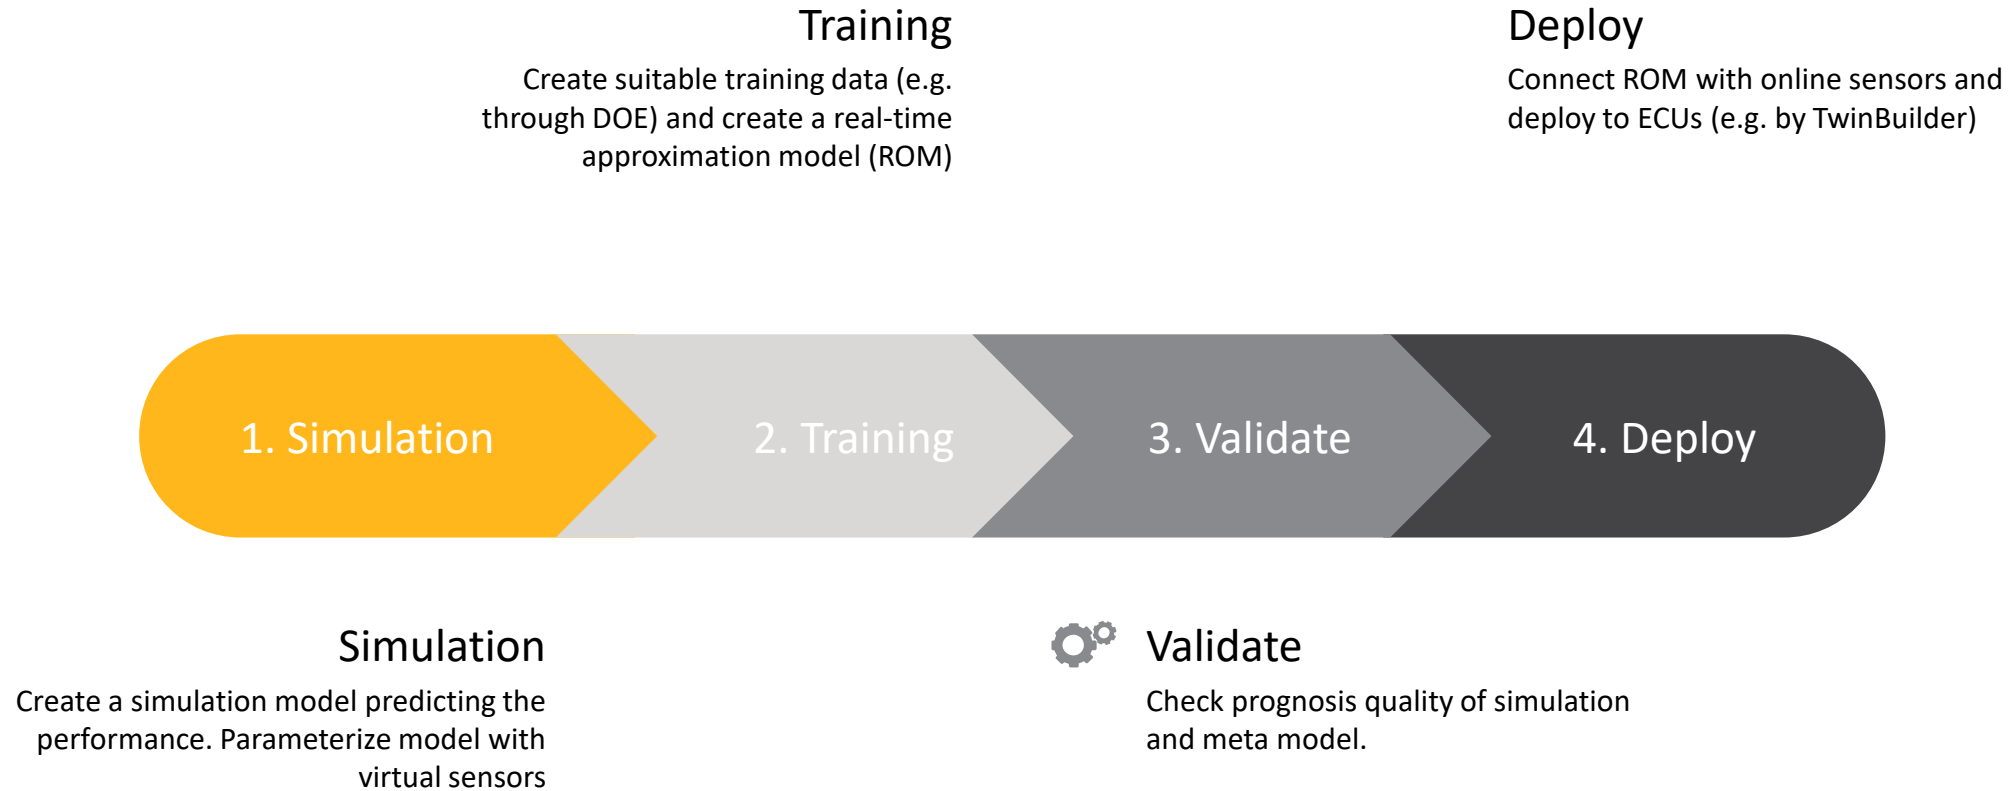 Training
Create suitable training data (e.g.
through DOE) and create a real-time
approximation model (ROM)
Deploy
Connect ROM with online sensors and
deploy to ECUs (e.g. by TwinBuilder)
1. Simulation
2. Training
3. Validate
4. Deploy
Simulation
Create a simulation model predicting the
performance. Parameterize model with
virtual sensors
Validate
Check prognosis quality of simulation
and meta model.